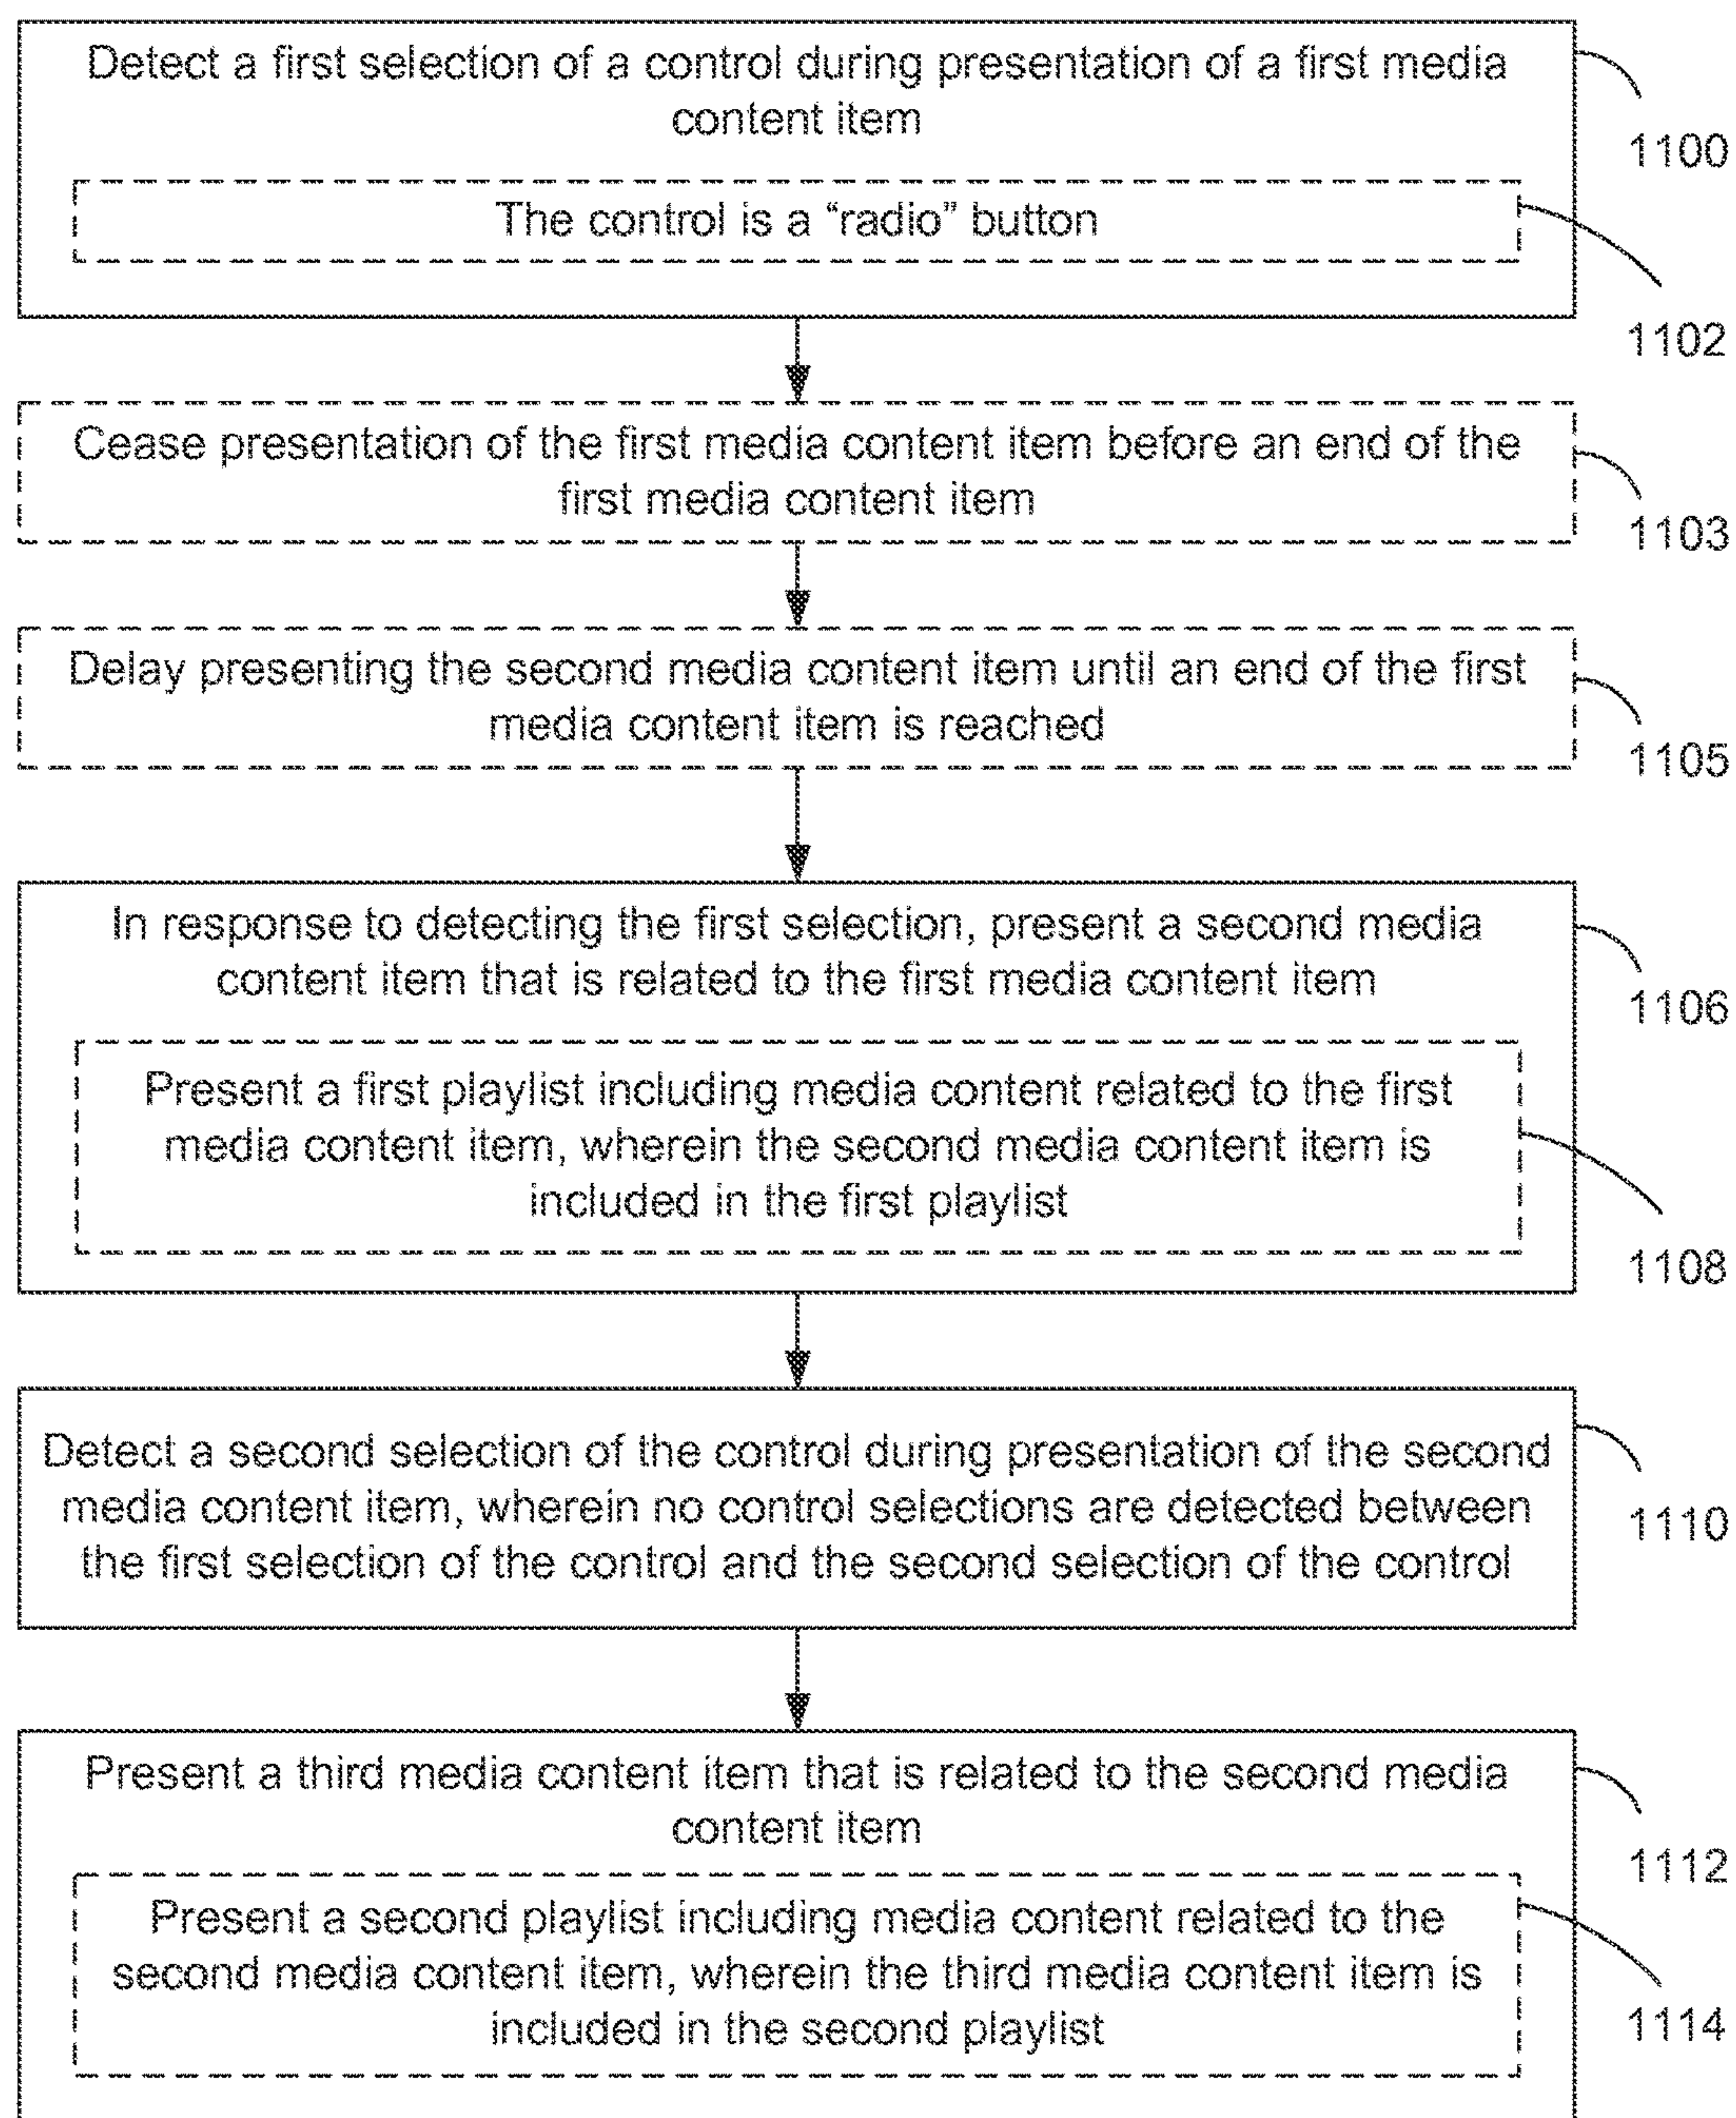 Detect a first selection of a control during presentation of a first media
content item
1100
The control is a “radio” button
1102
Cease presentation of the first media content item before an end of the
first media content item
1103
Delay presenting the second media content item until an end of the first
media content item is reached
1105
In response to detecting the first selection, present a second media
content item that is related to the first media content item
1106
Present a first playlist including media content related to the first
media content item, wherein the second media content item is
included in the first playlist
1108
Detect a second selection of the control during presentation of the second
media content item, wherein no control selections are detected between
the first selection of the control and the second selection of the control
1110
Present a third media content item that is related to the second media
content item
1112
Present a second playlist including media content related to the
second media content item, wherein the third media content item is
included in the second playlist
1114